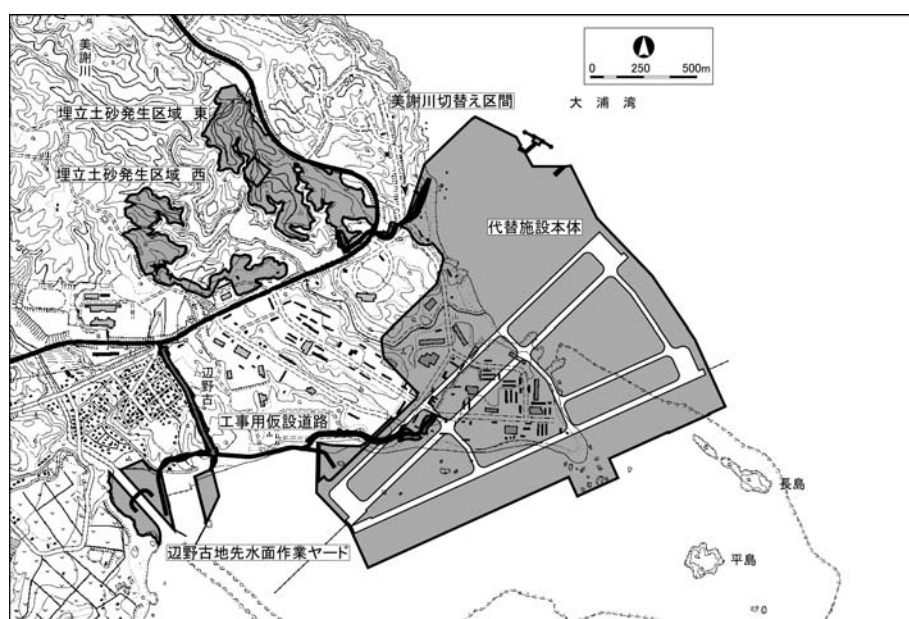 美謝川
0 250 500m
大浦湾
美謝川切替え区間
埋立土砂発生区域 東
埋立土砂発生区域 西
代替施設本体
辺野古
工事用仮設道路
長島
辺野古地先水面作業ヤード
平島